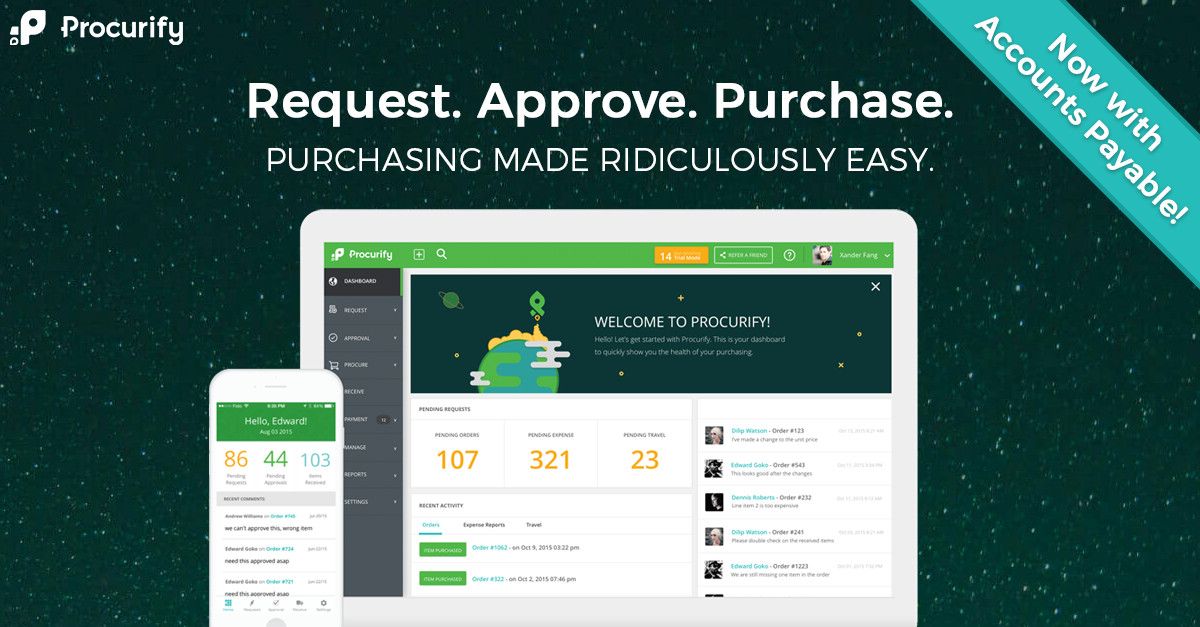 Procurify
Now with
Accounts Payable!
Request. Approve. Purchase.
PURCHASING MADE RIDICULOUSLY EASY.
Procurify
14
Trial Mode
REFER A FRIEND
?
Xander Fang
DASHBOARD
REQUEST
APPROVAL
PROCURE
RECEIVE
PAYMENT 12
MANAGE
REPORTS
SETTINGS
WELCOME TO PROCURIFY!
Hello! Let's get started with Procurify. This is your dashboard
to quickly show you the health of your purchasing.
PENDING REQUESTS
PENDING ORDERS
107
PENDING EXPENSE
321
PENDING TRAVEL
23
RECENT ACTIVITY
Orders Expense Reports Travel
ITEM PURCHASED Order #1062 - on Oct 9, 2015 03:22 pm
ITEM PURCHASED Order #322 - on Oct 2, 2015 07:46 pm
Dilip Watson - Order #123
I've made a change to the unit price
Edward Goko - Order #543
This looks good after the changes
Dennis Roberts - Order #232
Line item 2 is too expensive
Dilip Watson - Order #241
Please double check on the received items
Edward Goko - Order #1223
We are still missing one item in the order
8:30 PM
Hello, Edward!
Aug 03 2015
86 44 103
Pending Pending Items
Requests Approvals Received
RECENT COMMENTS
Andrew Williams on Order #745
we can't approve this, wrong item
Edward Goko on Order #724
need this approved asap
Edward Goko on Order #721
need this approved asap
Home Requests Approval Receive Settings